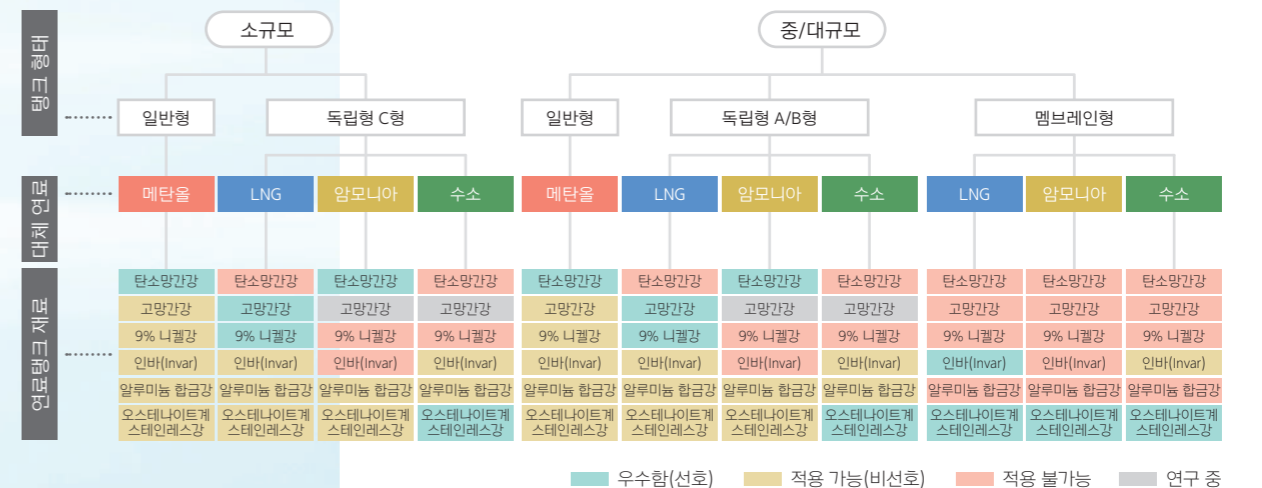 소규모
중/대규모
탱크 형태
일반형
독립형 C형
일반형
독립형 A/B형
멤브레인형
대체 연료
메탄올
LNG
암모니아
수소
메탄올
LNG
암모니아
수소
LNG
암모니아
수소
연료탱크 재료
탄소망간강 탄소망간강 탄소망간강 탄소망간강 탄소망간강 탄소망간강 탄소망간강 탄소망간강 탄소망간강 탄소망간강 탄소망간강
고망간강 고망간강 고망간강 고망간강 고망간강 고망간강 고망간강 고망간강 고망간강 고망간강 고망간강
9% 니켈강 9% 니켈강 9% 니켈강 9% 니켈강 9% 니켈강 9% 니켈강 9% 니켈강 9% 니켈강 9% 니켈강 9% 니켈강 9% 니켈강
인바(Invar) 인바(Invar) 인바(Invar) 인바(Invar) 인바(Invar) 인바(Invar) 인바(Invar) 인바(Invar) 인바(Invar) 인바(Invar) 인바(Invar)
알루미늄 합금강 알루미늄 합금강 알루미늄 합금강 알루미늄 합금강 알루미늄 합금강 알루미늄 합금강 알루미늄 합금강 알루미늄 합금강 알루미늄 합금강 알루미늄 합금강 알루미늄 합금강
오스테나이트계 오스테나이트계 오스테나이트계 오스테나이트계 오스테나이트계 오스테나이트계 오스테나이트계 오스테나이트계 오스테나이트계 오스테나이트계 오스테나이트계
스테인레스강 스테인레스강 스테인레스강 스테인레스강 스테인레스강 스테인레스강 스테인레스강 스테인레스강 스테인레스강 스테인레스강 스테인레스강
우수함(선호) 적용 가능(비선호) 적용 불가능 연구 중